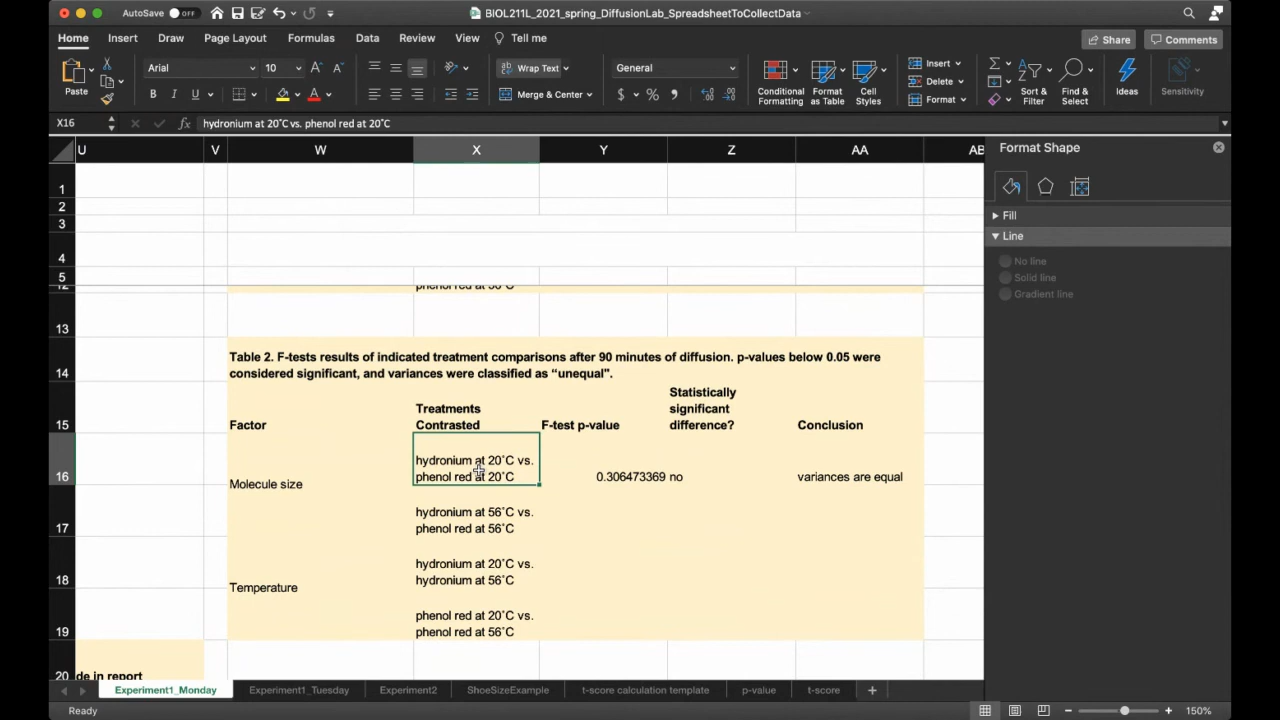 AutoSave OFF BIOL211L_2021_spring_DiffusionLab_SpreadsheetToCollectData
Home Insert Draw Page Layout Formulas Data Review View Tell me Share Comments
Paste Arial 10 A A Wrap Text General Insert Delete Format
B I U A Merge & Center $ % Conditional Formatting Format as Table Cell Styles Sort & Filter Find & Select Ideas Sensitivity
X16 fx hydronium at 20˚C vs. phenol red at 20˚C
U V W X Y Z AA AB Format Shape
1
2
3
4
5
12 phenol red at 56˚C
Fill
Line
No line
Solid line
Gradient line
13
14 Table 2. F-tests results of indicated treatment comparisons after 90 minutes of diffusion. p-values below 0.05 were
considered significant, and variances were classified as “unequal”.
15 Factor Treatments Contrasted F-test p-value Statistically significant difference? Conclusion
16 Molecule size hydronium at 20˚C vs. phenol red at 20˚C 0.306473369 no variances are equal
17 hydronium at 56˚C vs. phenol red at 56˚C
18 Temperature hydronium at 20˚C vs. hydronium at 56˚C
19 phenol red at 20˚C vs. phenol red at 56˚C
20 de in report
Experiment1_Monday Experiment1_Tuesday Experiment2 ShoeSizeExample t-score calculation template p-value t-score +
Ready 150%